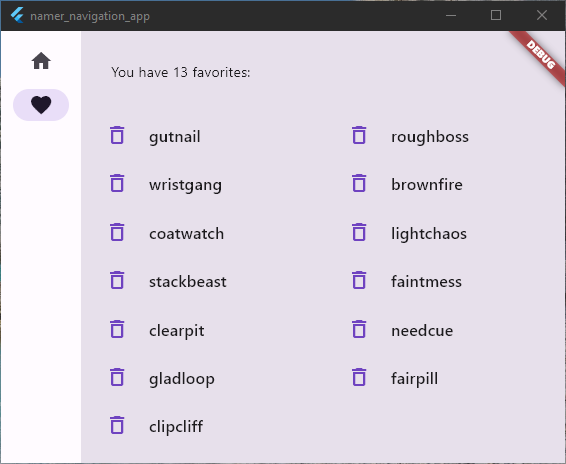 namer_navigation_app
DEBUG
You have 13 favorites:
gutnail roughboss
wristgang brownfire
coatwatch lightchaos
stackbeast faintmess
clearpit needcue
gladloop fairpill
clipcliff